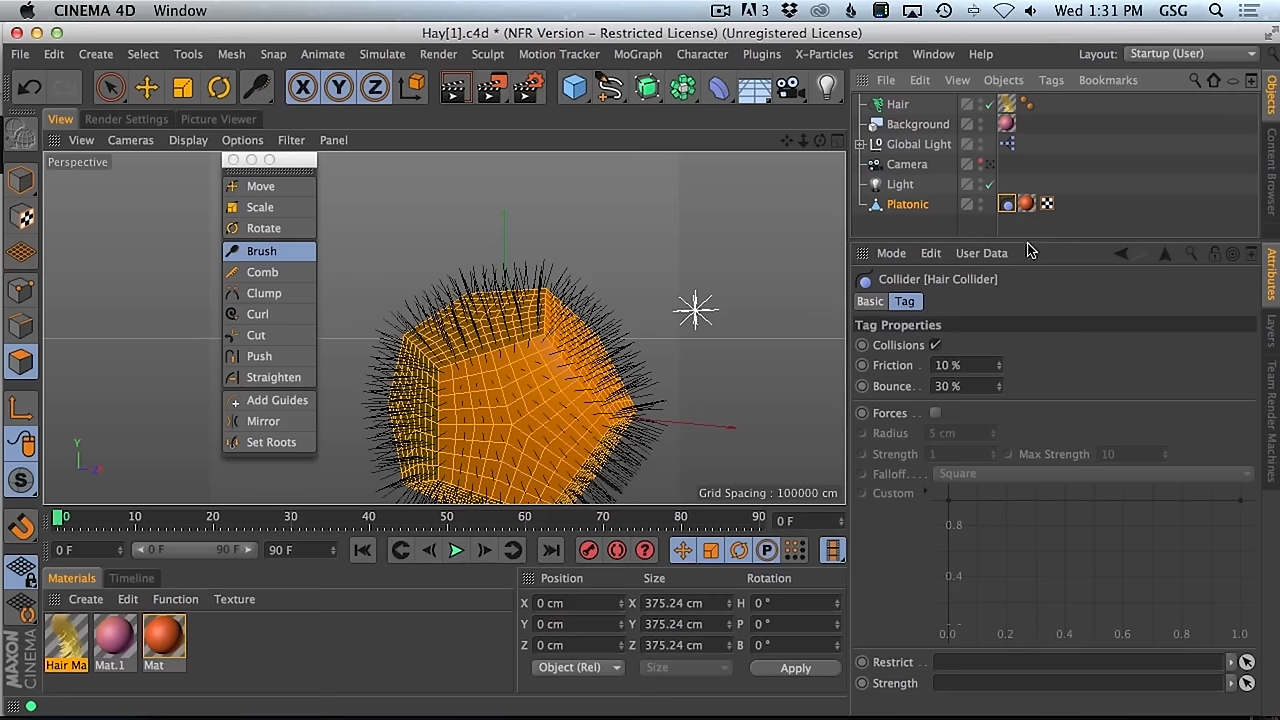 CINEMA 4D Window 3 Wed 1:31 PM GSG
Hay[1].c4d * (NFR Version - Restricted License) (Unregistered License)
File Edit Create Select Tools Mesh Snap Animate Simulate Render Sculpt Motion Tracker MoGraph Character Plugins X-Particles Script Window Help Layout: Startup (User)
X Y Z
View Render Settings Picture Viewer
View Cameras Display Options Filter Panel
Perspective
Move
Scale
Rotate
Brush
Comb
Clump
Curl
Cut
Push
Straighten
Add Guides
Mirror
Set Roots
Y
Z
Grid Spacing : 100000 cm
0 10 20 30 40 50 60 70 80 90 0 F
0 F 0 F 90 F 90 F
P
S
Materials Timeline
Create Edit Function Texture
Hair Ma Mat.1 Mat
MAXON
CINEMA 4D
Position Size Rotation
X 0 cm X 375.24 cm H 0 °
Y 0 cm Y 375.24 cm P 0 °
Z 0 cm Z 375.24 cm B 0 °
Object (Rel) Size Apply
File Edit View Objects Tags Bookmarks
Hair
Background
Global Light
Camera
Light
Platonic
Mode Edit User Data
Collider [Hair Collider]
Basic Tag
Tag Properties
Collisions
Friction . 10 %
Bounce. . 30 %
Forces . .
Radius 5 cm
Strength . 1 Max Strength 10
Falloff. . . Square
Custom
0.8
0.4
0.0 0.2 0.4 0.6 0.8 1.0
Restrict . .
Strength .
Objects
Content Browser
Attributes
Layers
Team Render Machines